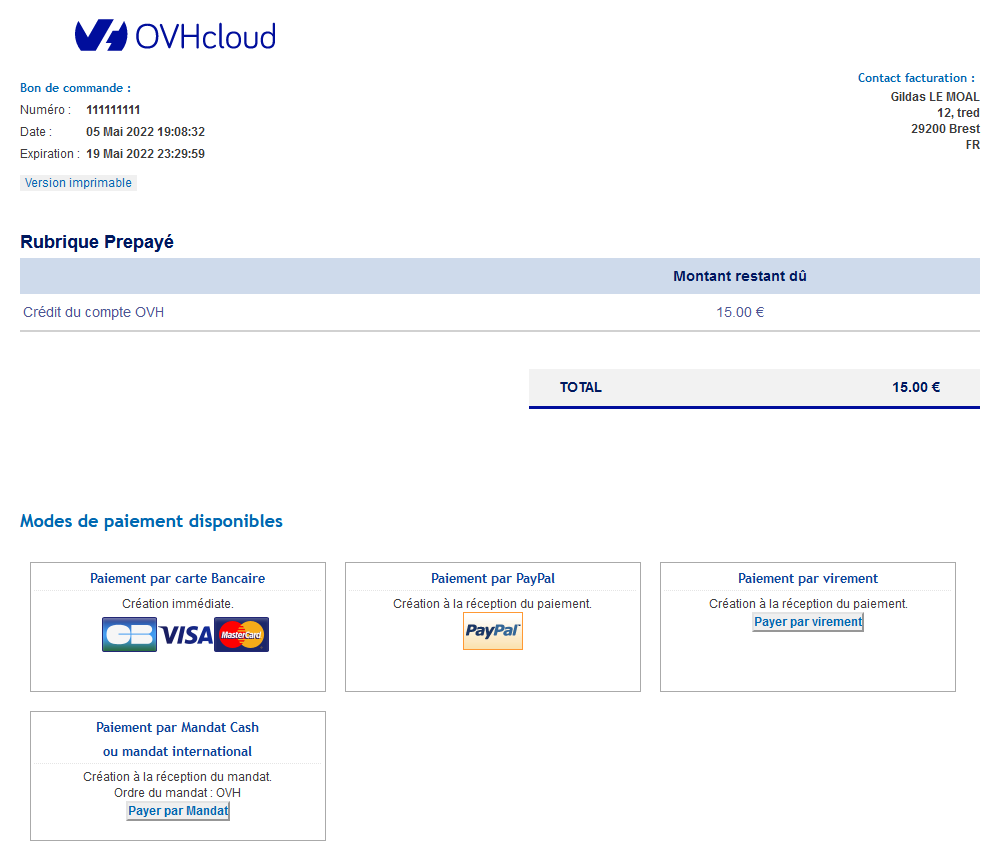 OVHcloud
Bon de commande :
Numéro : 111111111
Date : 05 Mai 2022 19:08:32
Expiration : 19 Mai 2022 23:29:59
Version imprimable
Contact facturation :
Gildas LE MOAL
12, tred
29200 Brest
FR
Rubrique Prepayé
Montant restant dû
Crédit du compte OVH 15.00 €
TOTAL 15.00 €
Modes de paiement disponibles
Paiement par carte Bancaire
Création immédiate.
CB VISA MasterCard
Paiement par PayPal
Création à la réception du paiement.
PayPal
Paiement par virement
Création à la réception du paiement.
Payer par virement
Paiement par Mandat Cash
ou mandat international
Création à la réception du mandat.
Ordre du mandat : OVH
Payer par Mandat